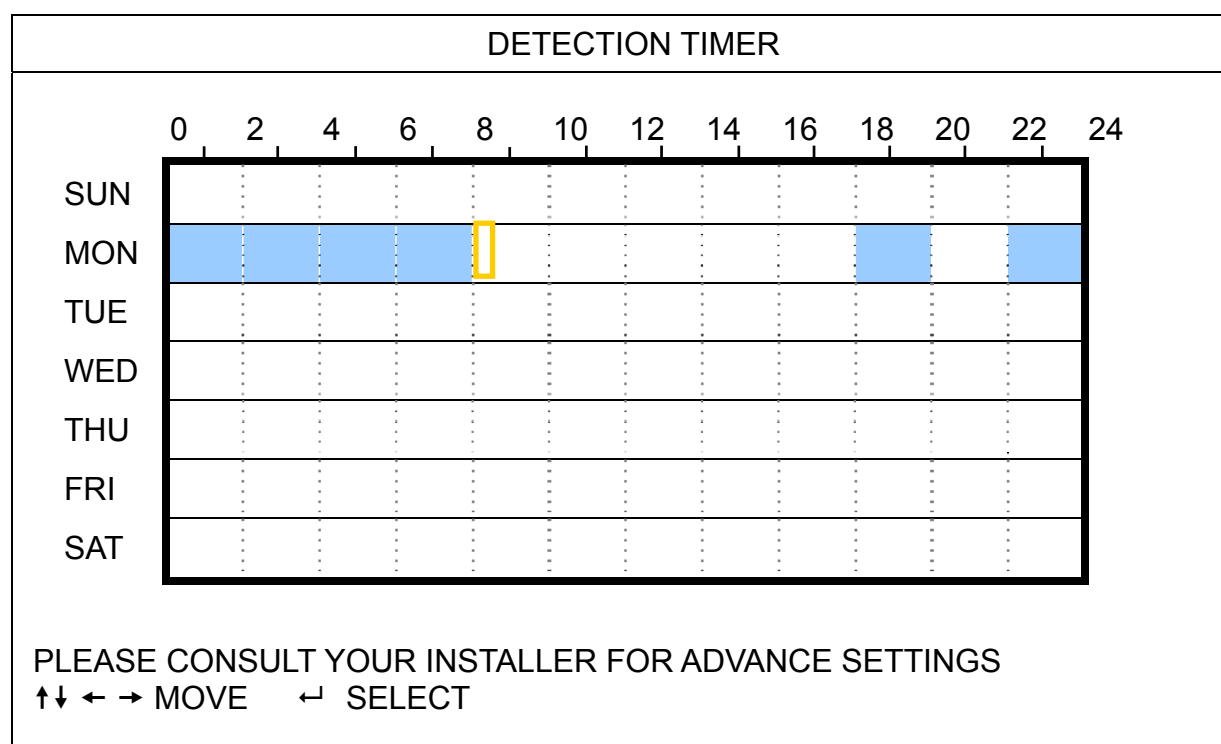 DETECTION TIMER
0 2 4 6 8 10 12 14 16 18 20 22 24
SUN
MON
TUE
WED
THU
FRI
SAT
PLEASE CONSULT YOUR INSTALLER FOR ADVANCE SETTINGS
↑↓ ← → MOVE ↵ SELECT